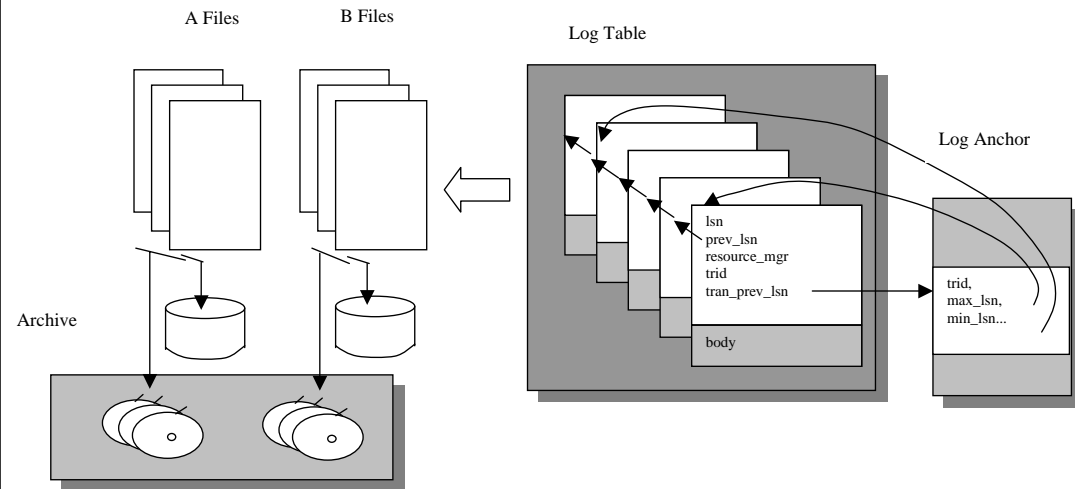 A Files
B Files
Log Table
Log Anchor
lsn
prev_lsn
resource_mgr
trid
tran_prev_lsn
body
trid,
max_lsn,
min_lsn...
Archive